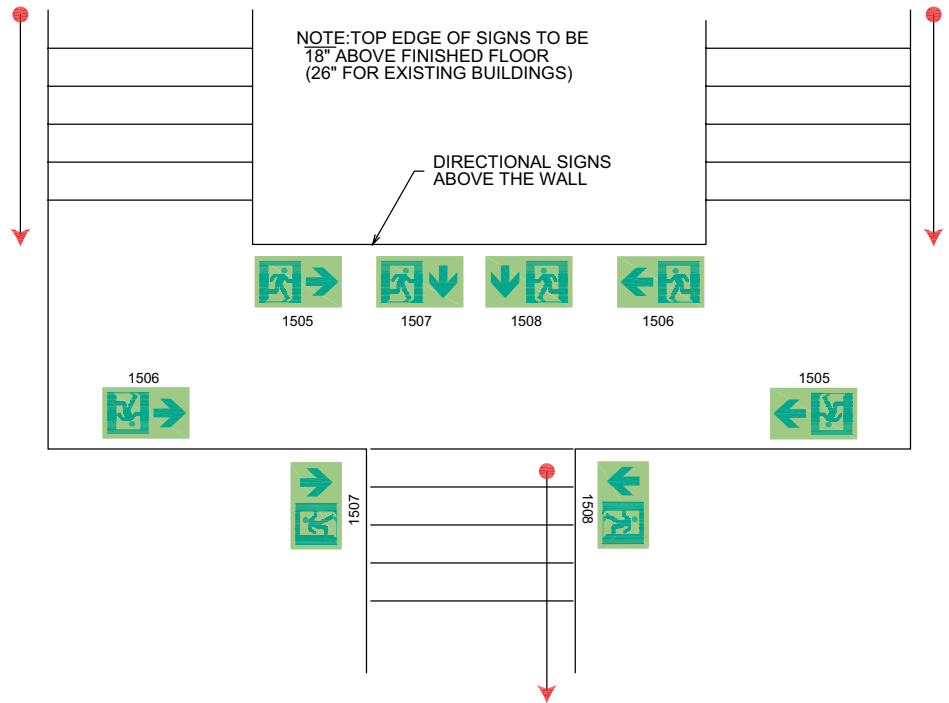 NOTE:TOP EDGE OF SIGNS TO BE
18" ABOVE FINISHED FLOOR
(26" FOR EXISTING BUILDINGS)
DIRECTIONAL SIGNS
ABOVE THE WALL
1505
1507
1508
1506
1506
1505
1507
1508